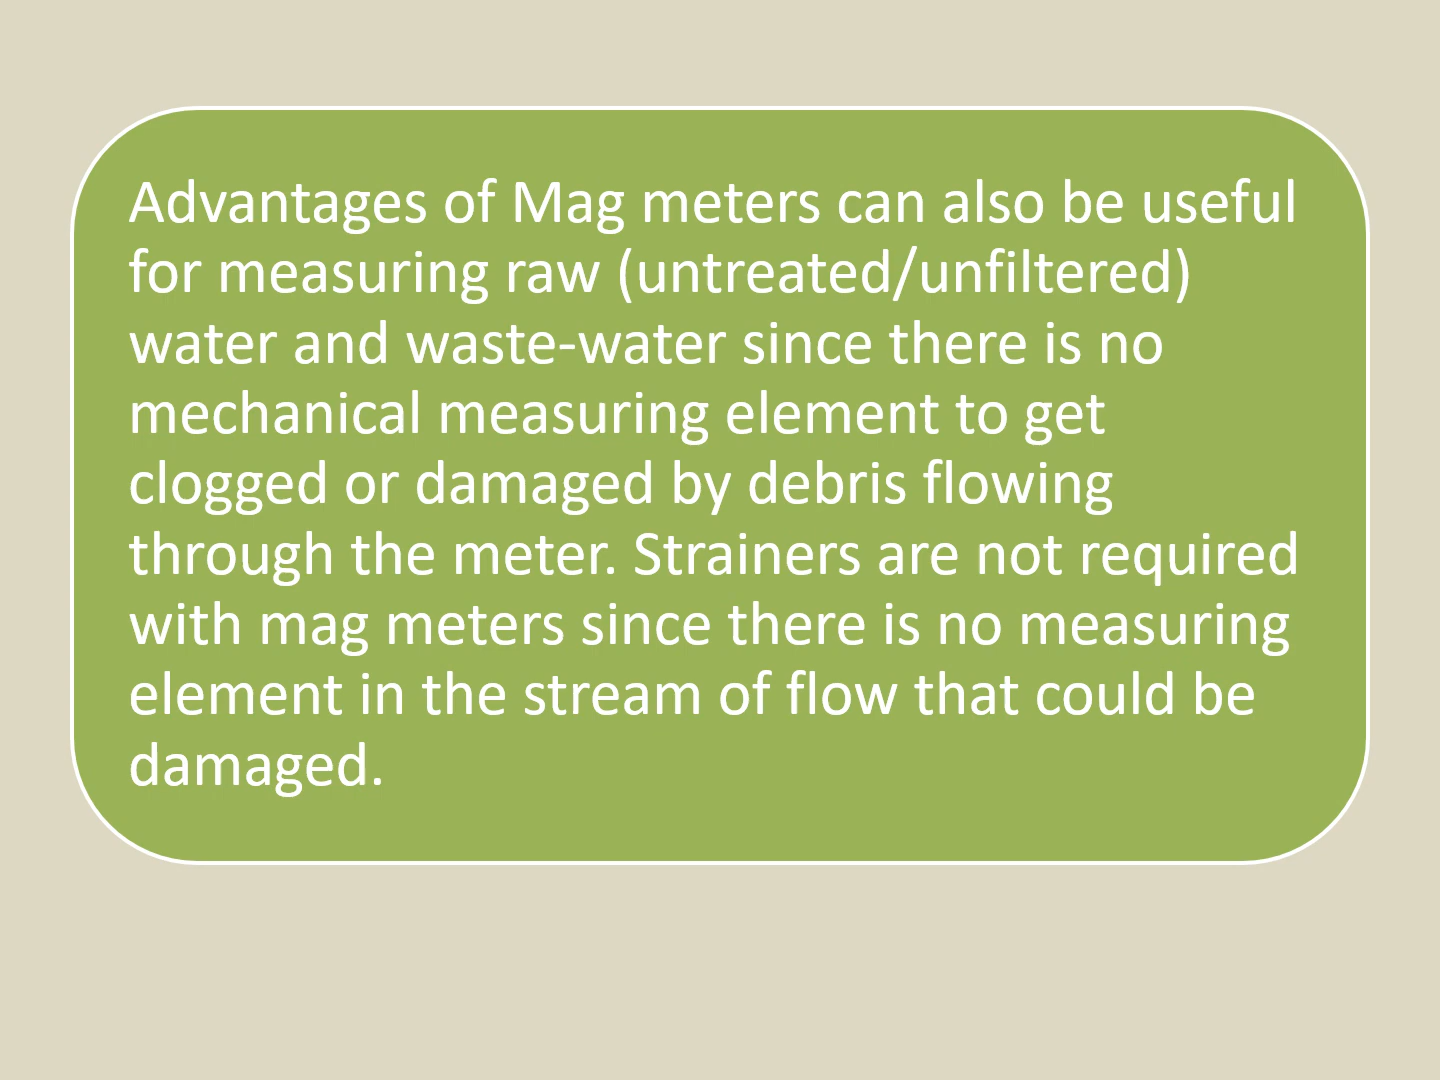 Advantages of Mag meters can also be useful
for measuring raw (untreated/unfiltered)
water and waste-water since there is no
mechanical measuring element to get
clogged or damaged by debris flowing
through the meter. Strainers are not required
with mag meters since there is no measuring
element in the stream of flow that could be
damaged.